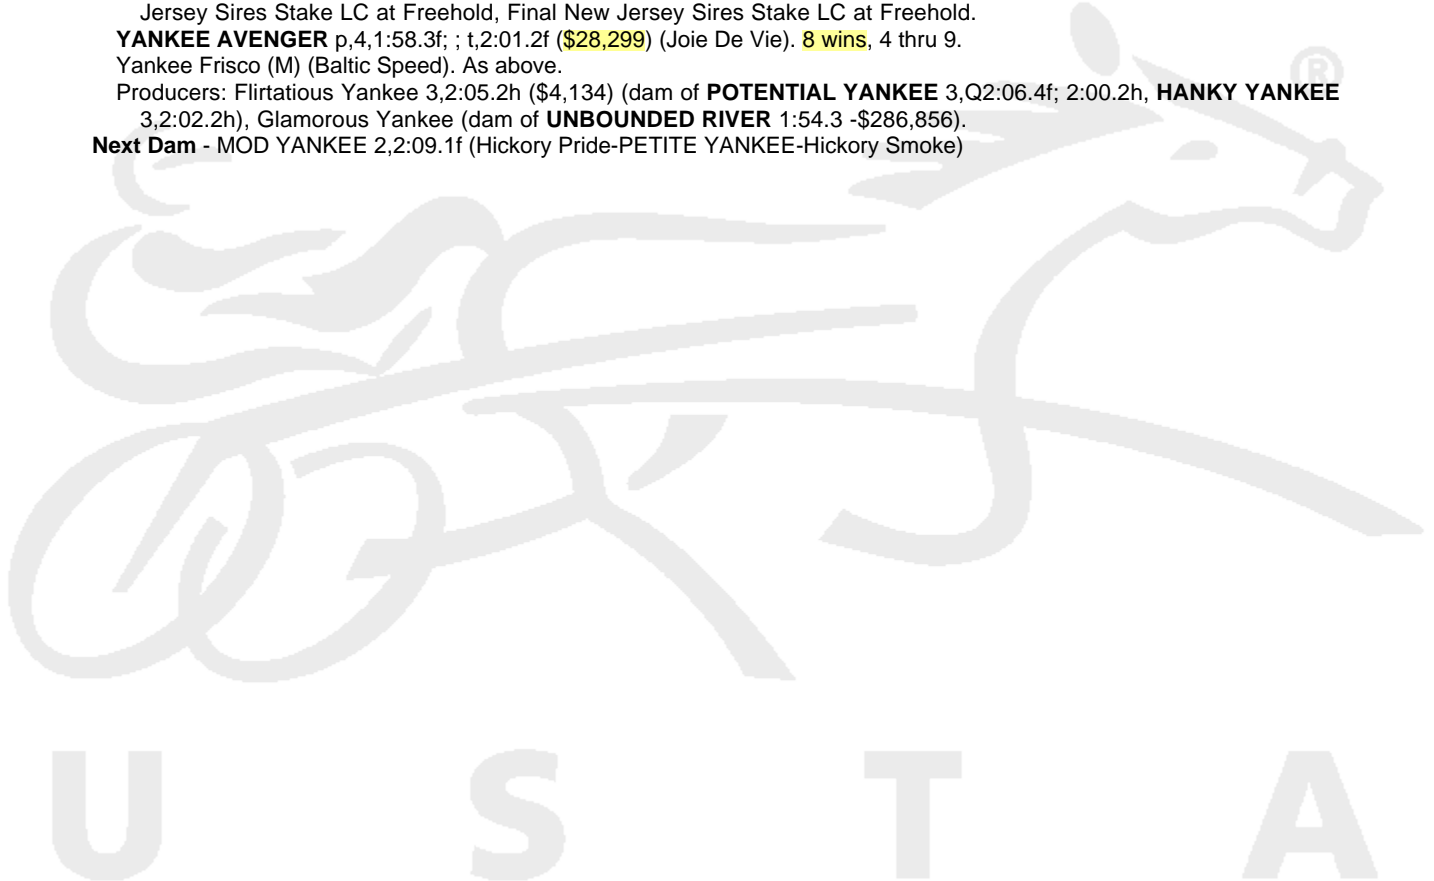 Jersey Sires Stake LC at Freehold, Final New Jersey Sires Stake LC at Freehold.
YANKEE AVENGER p,4,1:58.3f; ; t,2:01.2f ($28,299) (Joie De Vie). 8 wins, 4 thru 9.
Yankee Frisco (M) (Baltic Speed). As above.
Producers: Flirtatious Yankee 3,2:05.2h ($4,134) (dam of POTENTIAL YANKEE 3,Q2:06.4f; 2:00.2h, HANKY YANKEE
3,2:02.2h), Glamorous Yankee (dam of UNBOUNDED RIVER 1:54.3 -$286,856).
Next Dam - MOD YANKEE 2,2:09.1f (Hickory Pride-PETITE YANKEE-Hickory Smoke)
®
U S T A